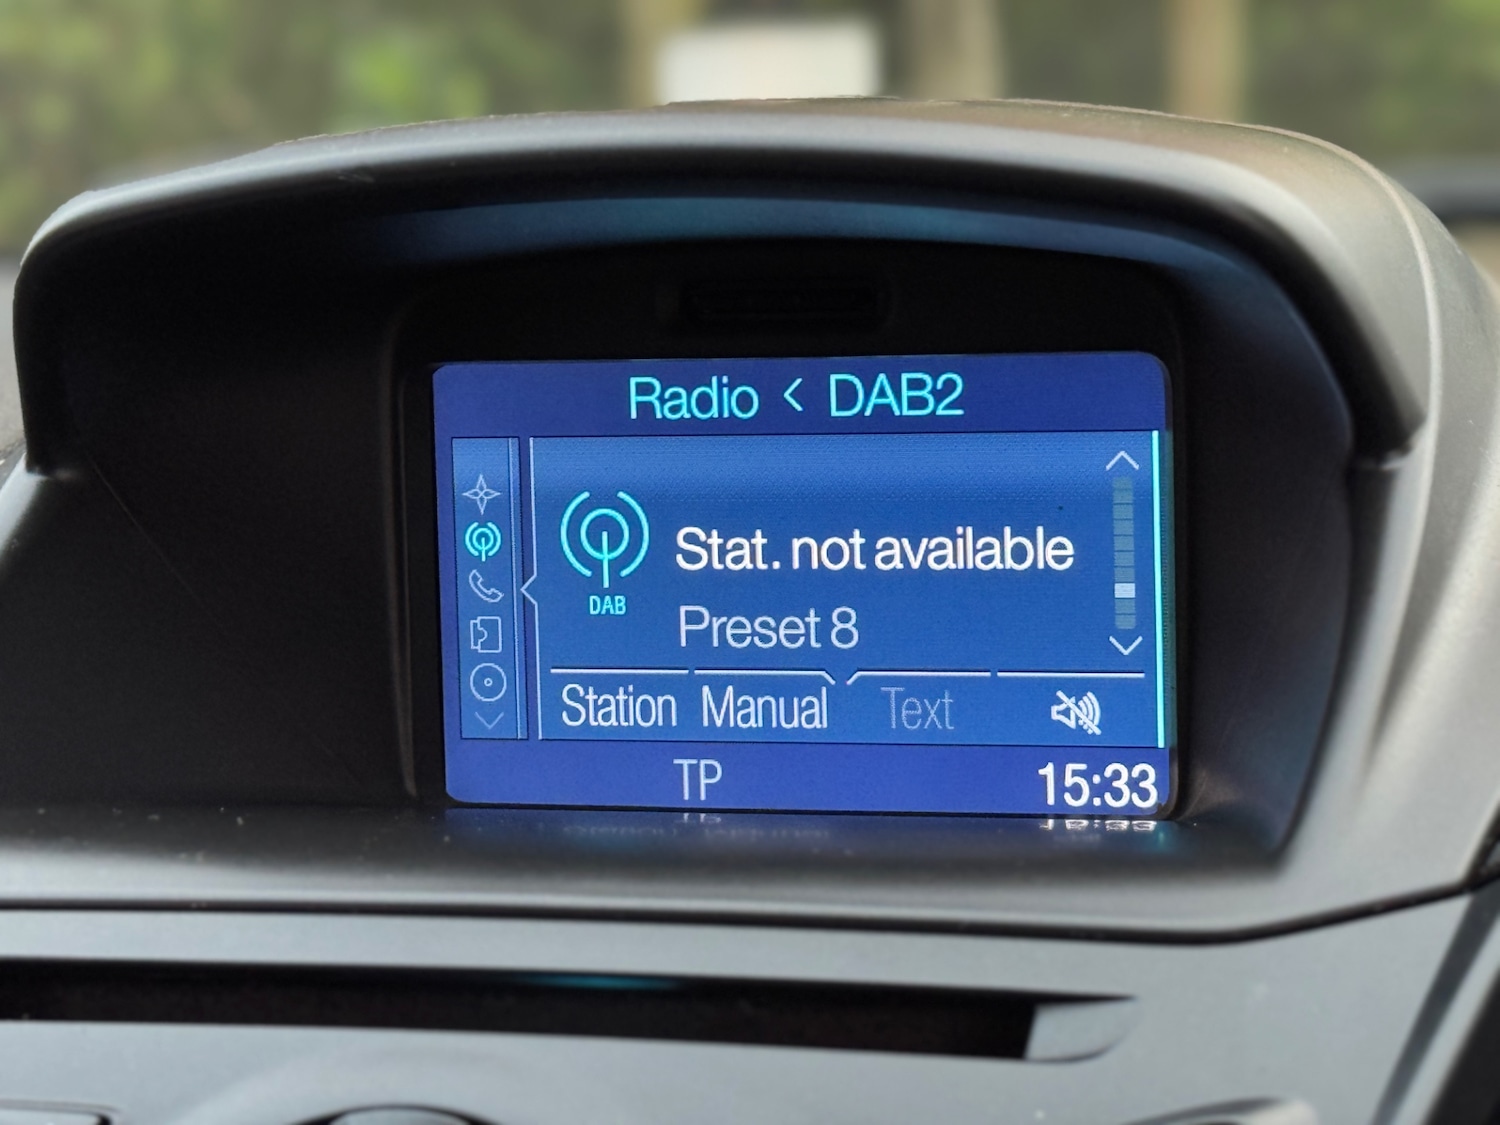 Radio < DAB2
Stat. not available
DAB
Preset 8
Station Manual Text
TP 15:33